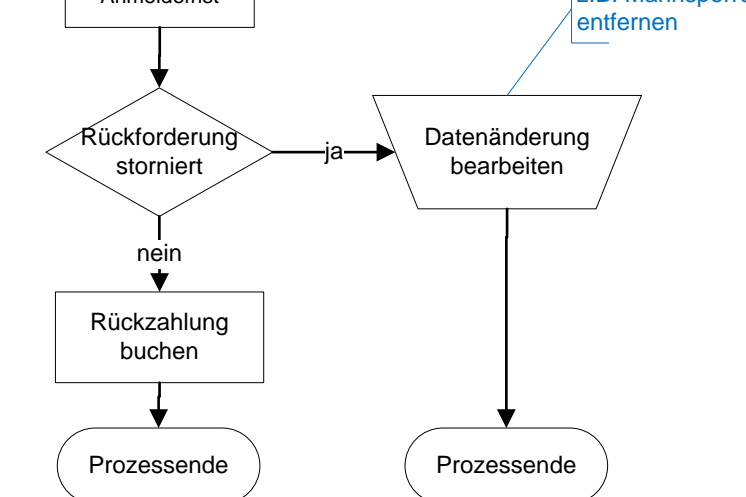 entfernen
Rückforderung
storniert
ja
Datenänderung
bearbeiten
nein
Rückzahlung
buchen
Prozessende
Prozessende